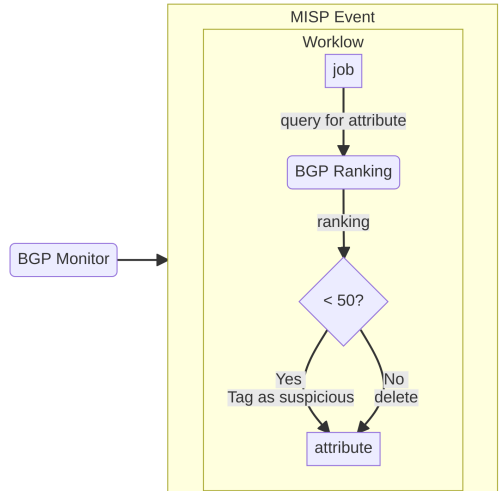 MISP Event
Worklow
job
query for attribute
BGP Ranking
ranking
BGP Monitor
< 50?
Yes
Tag as suspicious
No
delete
attribute